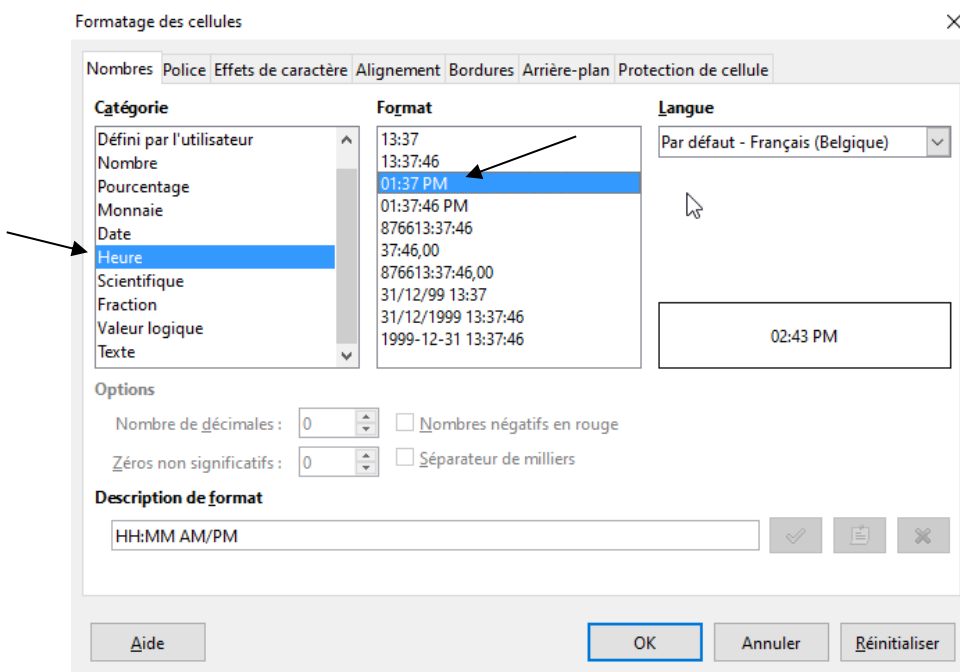 Formatage des cellules
Nombres Police Effets de caractère Alignement Bordures Arrière-plan Protection de cellule
Catégorie
Défini par l'utilisateur
Nombre
Pourcentage
Monnaie
Date
Heure
Scientifique
Fraction
Valeur logique
Texte
Format
13:37
13:37:46
01:37 PM
01:37:46 PM
876613:37:46
37:46,00
876613:37:46,00
31/12/99 13:37
31/12/1999 13:37:46
1999-12-31 13:37:46
Langue
Par défaut - Français (Belgique)
02:43 PM
Options
Nombre de décimales : 0
Nombres négatifs en rouge
Zéros non significatifs : 0
Séparateur de milliers
Description de format
HH:MM AM/PM
Aide
OK
Annuler
Réinitialiser